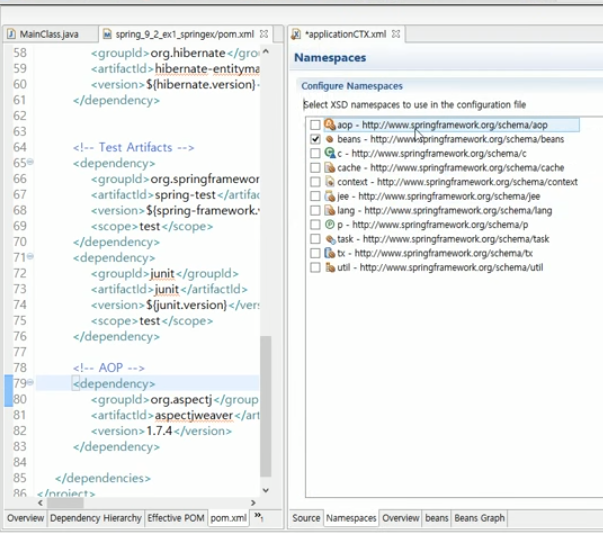 MainClass.java
spring_9_2_ex1_springex/pom.xml
58 <groupId>org.hibernate</gro
59 <artifactId>hibernate-entityma
60 <version>${hibernate.version}
61 </dependency>
62
63
64 <!-- Test Artifacts -->
65 <dependency>
66 <groupId>org.springframewor
67 <artifactId>spring-test</artifac
68 <version>${spring-framework.
69 <scope>test</scope>
70 </dependency>
71 <dependency>
72 <groupId>junit</groupId>
73 <artifactId>junit</artifactId>
74 <version>${junit.version}</vers
75 <scope>test</scope>
76 </dependency>
77
78 <!-- AOP -->
79 <dependency>
80 <groupId>org.aspectj</group
81 <artifactId>aspectjweaver</art
82 <version>1.7.4</version>
83 </dependency>
84
85 </dependencies>
86 </project>
Overview Dependency Hierarchy Effective POM pom.xml »1
*applicationCTX.xml
Namespaces
Configure Namespaces
Select XSD namespaces to use in the configuration file
aop - http://www.springframework.org/schema/aop
beans - http://www.springframework.org/schema/beans
c - http://www.springframework.org/schema/c
cache - http://www.springframework.org/schema/cache
context - http://www.springframework.org/schema/context
jee - http://www.springframework.org/schema/jee
lang - http://www.springframework.org/schema/lang
p - http://www.springframework.org/schema/p
task - http://www.springframework.org/schema/task
tx - http://www.springframework.org/schema/tx
util - http://www.springframework.org/schema/util
Source Namespaces Overview beans Beans Graph